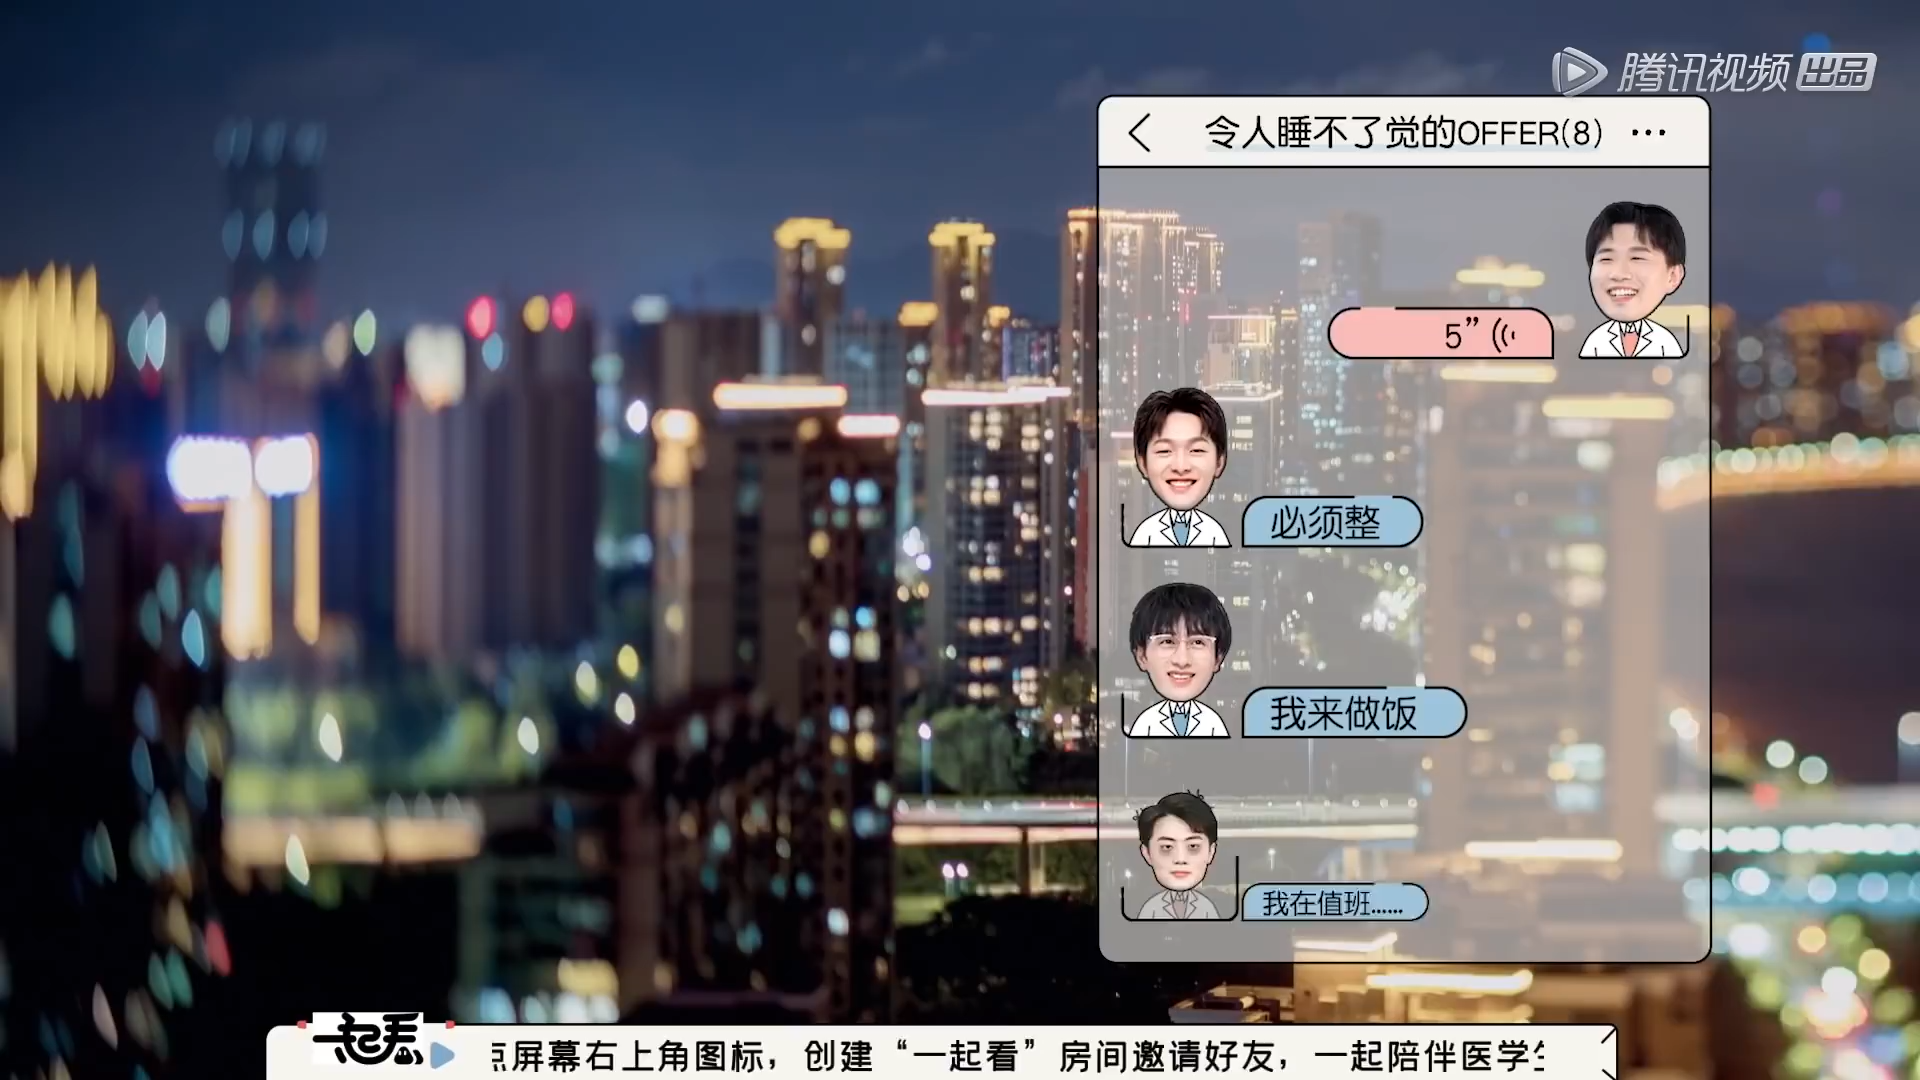 腾讯视频 出品
令人睡不了觉的OFFER(8) ···
5”
必须整
我来做饭
我在值班......
一起看
点屏幕右上角图标，创建“一起看”房间邀请好友，一起陪伴医学生